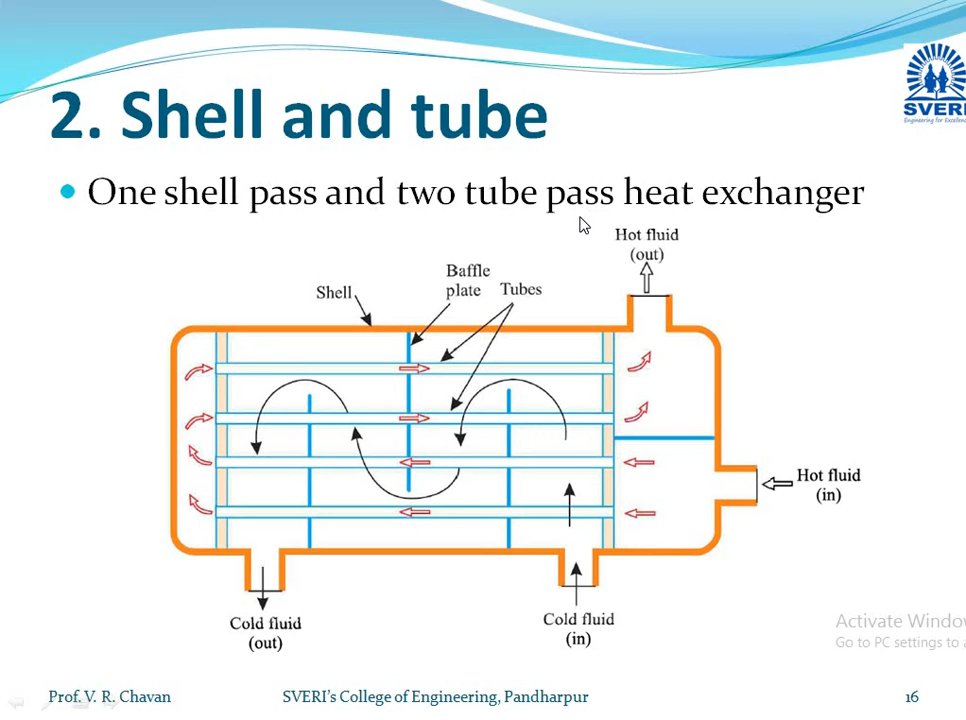 SVERI
Engineering for Excellence
2. Shell and tube
• One shell pass and two tube pass heat exchanger
Hot fluid
(out)
Baffle
plate
Tubes
Shell
Hot fluid
(in)
Cold fluid
(out)
Cold fluid
(in)
Activate Window
Go to PC settings to a
Prof. V. R. Chavan
SVERI's College of Engineering, Pandharpur
16